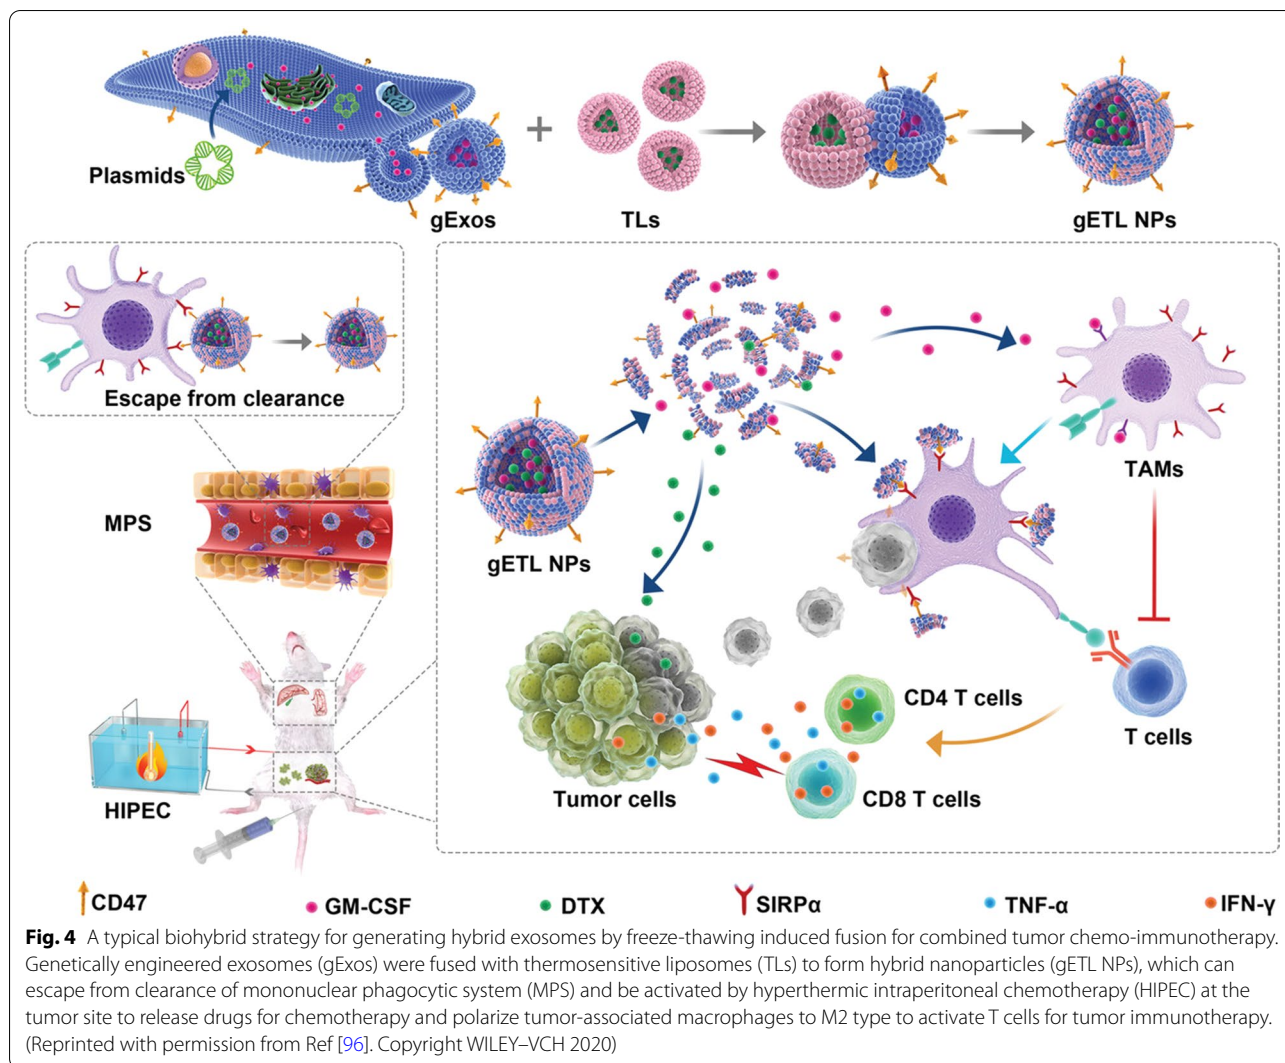 Plasmids
gExos
TLs
gETL NPs
Escape from clearance
MPS
HIPEC
gETL NPs
TAMs
Tumor cells
CD4 T cells
CD8 T cells
T cells
CD47
GM-CSF
DTX
SIRPα
TNF-α
IFN-γ
Fig. 4 A typical biohybrid strategy for generating hybrid exosomes by freeze-thawing induced fusion for combined tumor chemo-immunotherapy.
Genetically engineered exosomes (gExos) were fused with thermosensitive liposomes (TLs) to form hybrid nanoparticles (gETL NPs), which can
escape from clearance of mononuclear phagocytic system (MPS) and be activated by hyperthermic intraperitoneal chemotherapy (HIPEC) at the
tumor site to release drugs for chemotherapy and polarize tumor-associated macrophages to M2 type to activate T cells for tumor immunotherapy.
(Reprinted with permission from Ref [96]. Copyright WILEY–VCH 2020)